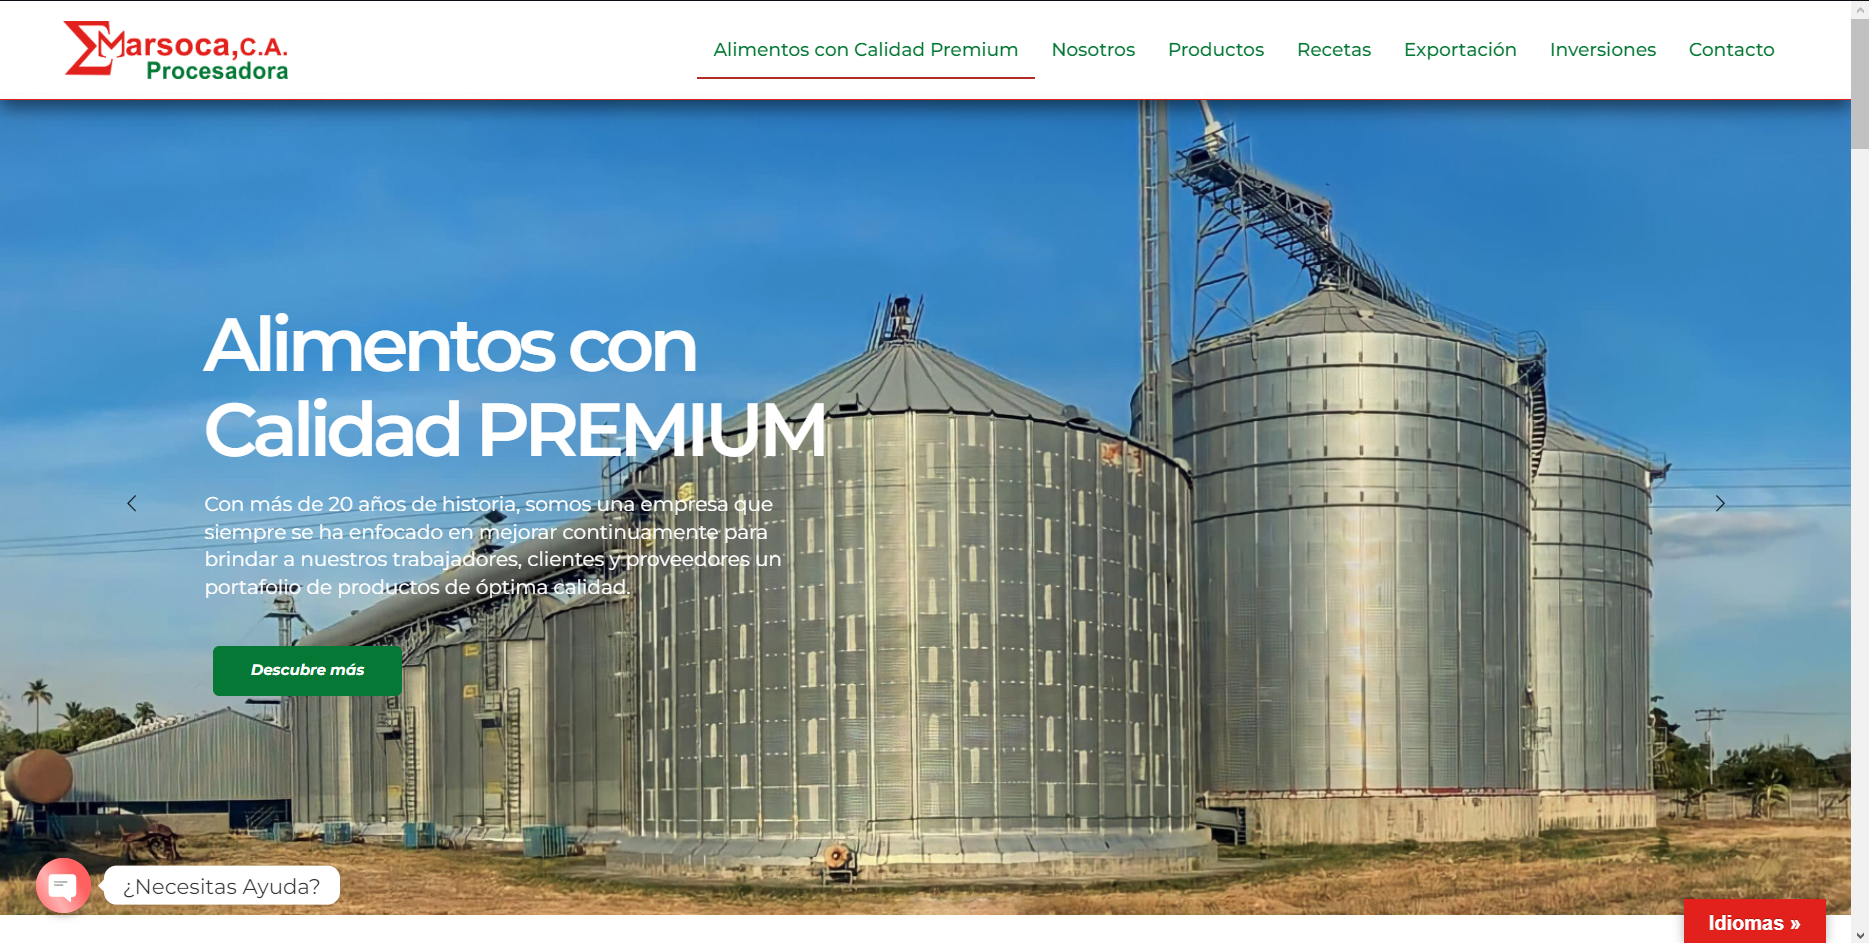 Marsoca, C.A.
Procesadora
Alimentos con Calidad Premium
Nosotros
Productos
Recetas
Exportación
Inversiones
Contacto
Alimentos con
Calidad PREMIUM
Con más de 20 años de historia, somos una empresa que
siempre se ha enfocado en mejorar continuamente para
brindar a nuestros trabajadores, clientes y proveedores un
portafolio de productos de óptima calidad.
Descubre más
¿Necesitas Ayuda?
Idiomas »